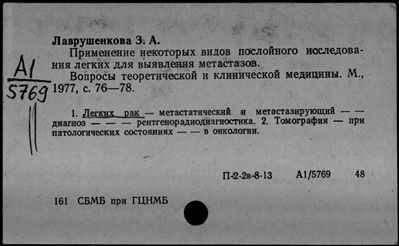 Лаврушенкова З. А.
Применение некоторых видов послойного исследова-
ния легких для выявления метастазов.
Вопросы теоретической и клинической медицины. М.,
1977, с. 76—78.
А1
5769
1. Легких рак — метастатический и метастазирующий — —
диагноз — — — рентгенорадиодиагностика. 2. Томография — при
патологических состояниях — — в онкологии.
П-2-2в-8-13 А1/5769 48
161 СБМБ при ГЦНМБ